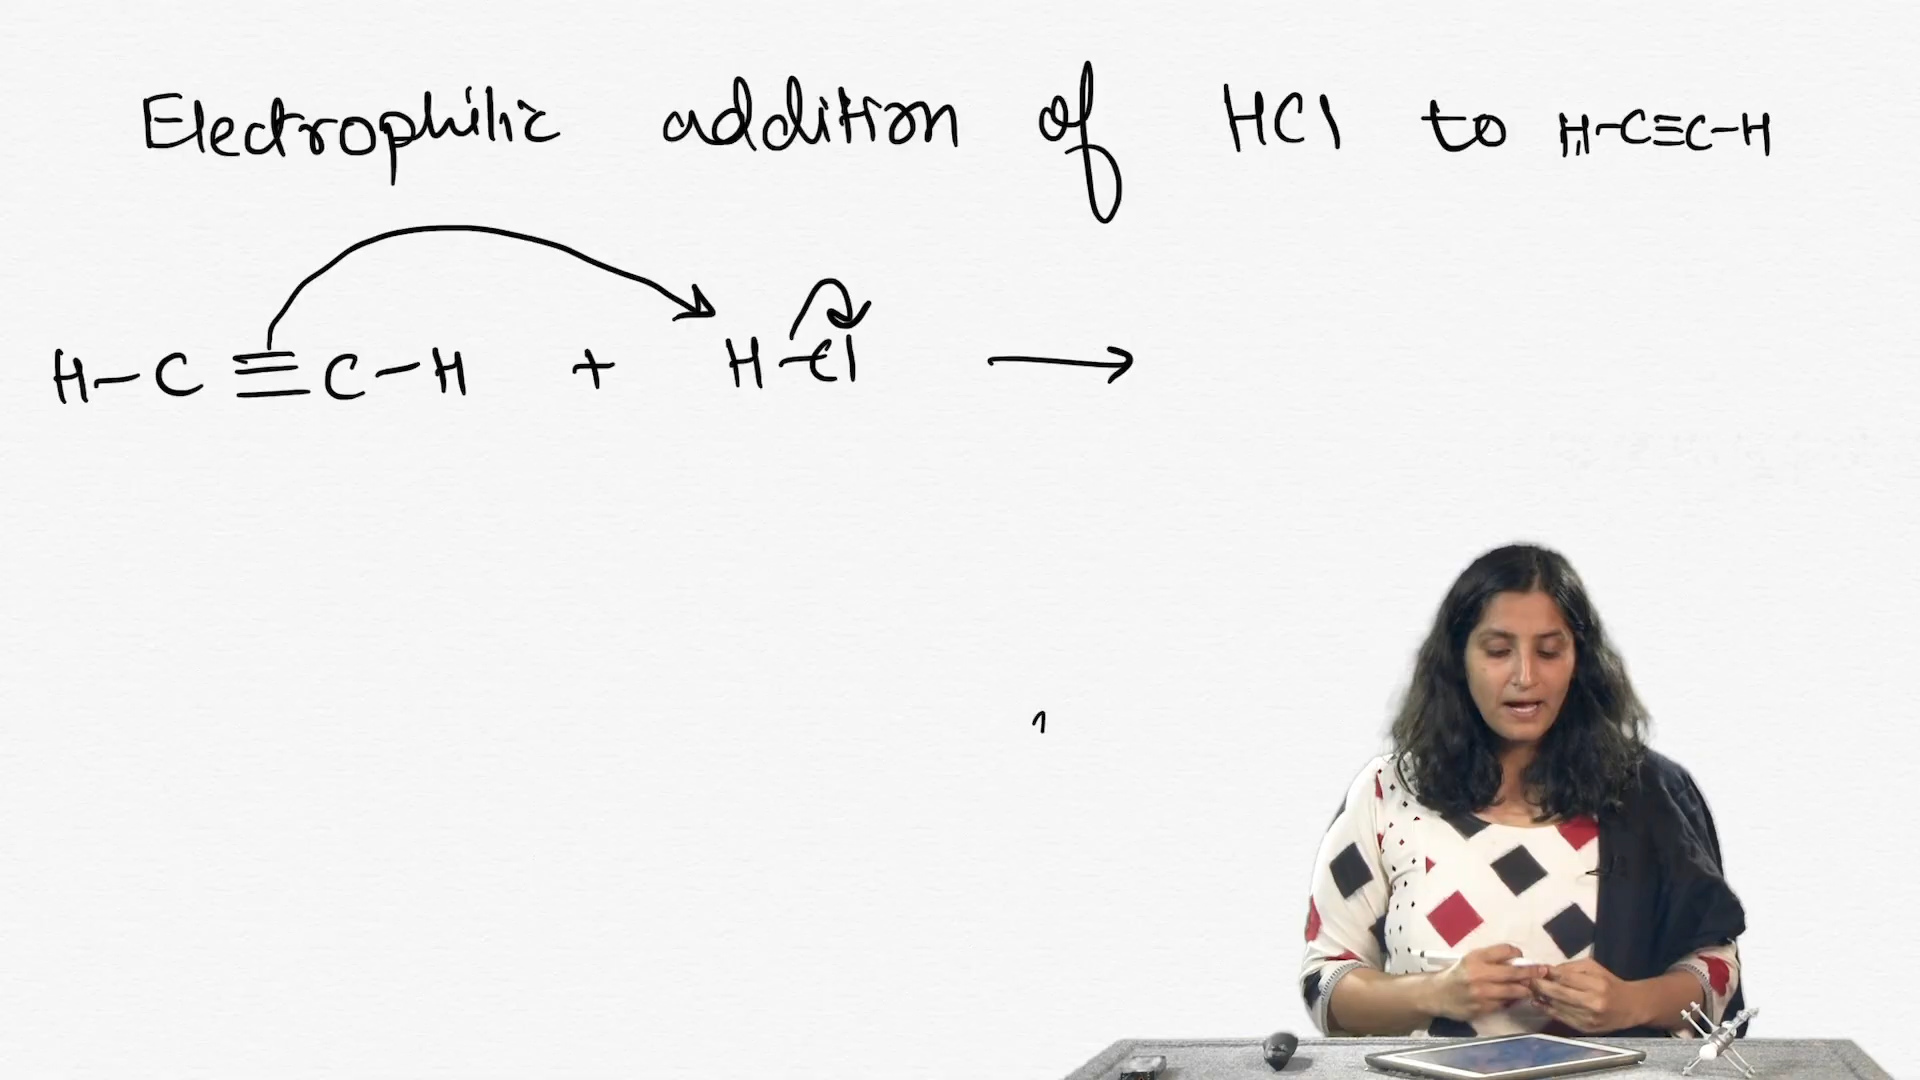 Electrophilic addition of HCl to H-C≡C-H
H-C≡C-H + H-Cl →